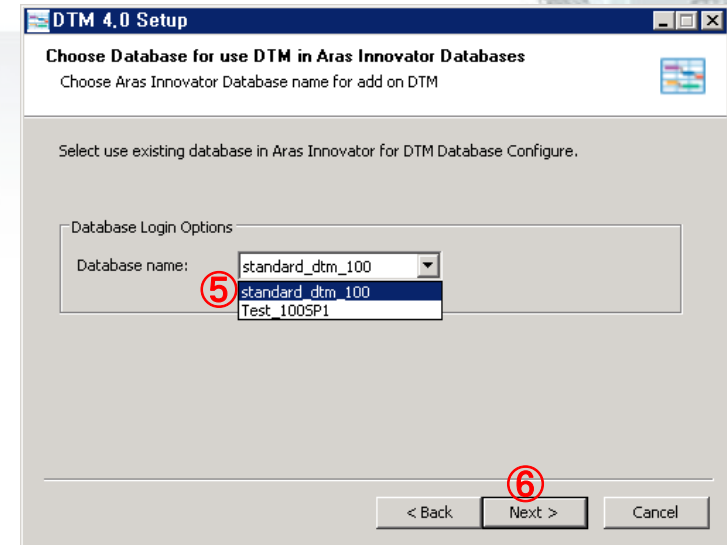 DTM 4.0 Setup
Choose Database for use DTM in Aras Innovator Databases
Choose Aras Innovator Database name for add on DTM
Select use existing database in Aras Innovator for DTM Database Configure.
Database Login Options
Database name: standard_dtm_100
⑤ standard_dtm_100
Test_100SP1
⑥
< Back Next > Cancel